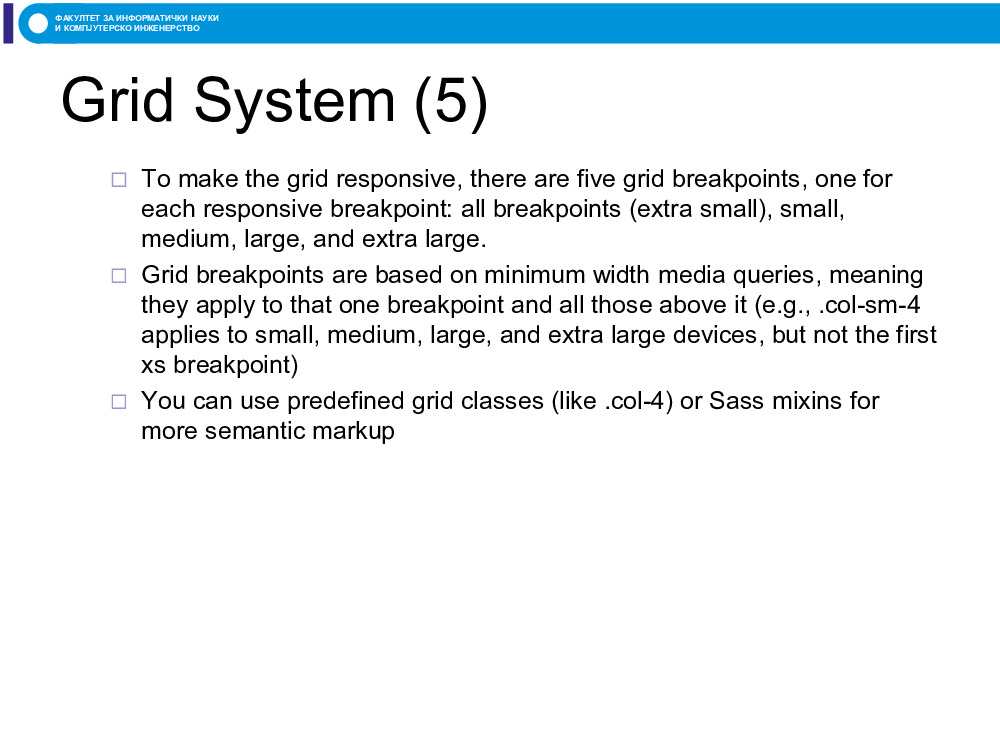 ФАКУЛТЕТ ЗА ИНФОРМАТИЧКИ НАУКИ
И КОМПЈУТЕРСКО ИНЖЕНЕРСТВО
Grid System (5)
To make the grid responsive, there are five grid breakpoints, one for
each responsive breakpoint: all breakpoints (extra small), small,
medium, large, and extra large.
Grid breakpoints are based on minimum width media queries, meaning
they apply to that one breakpoint and all those above it (e.g., .col-sm-4
applies to small, medium, large, and extra large devices, but not the first
xs breakpoint)
You can use predefined grid classes (like .col-4) or Sass mixins for
more semantic markup